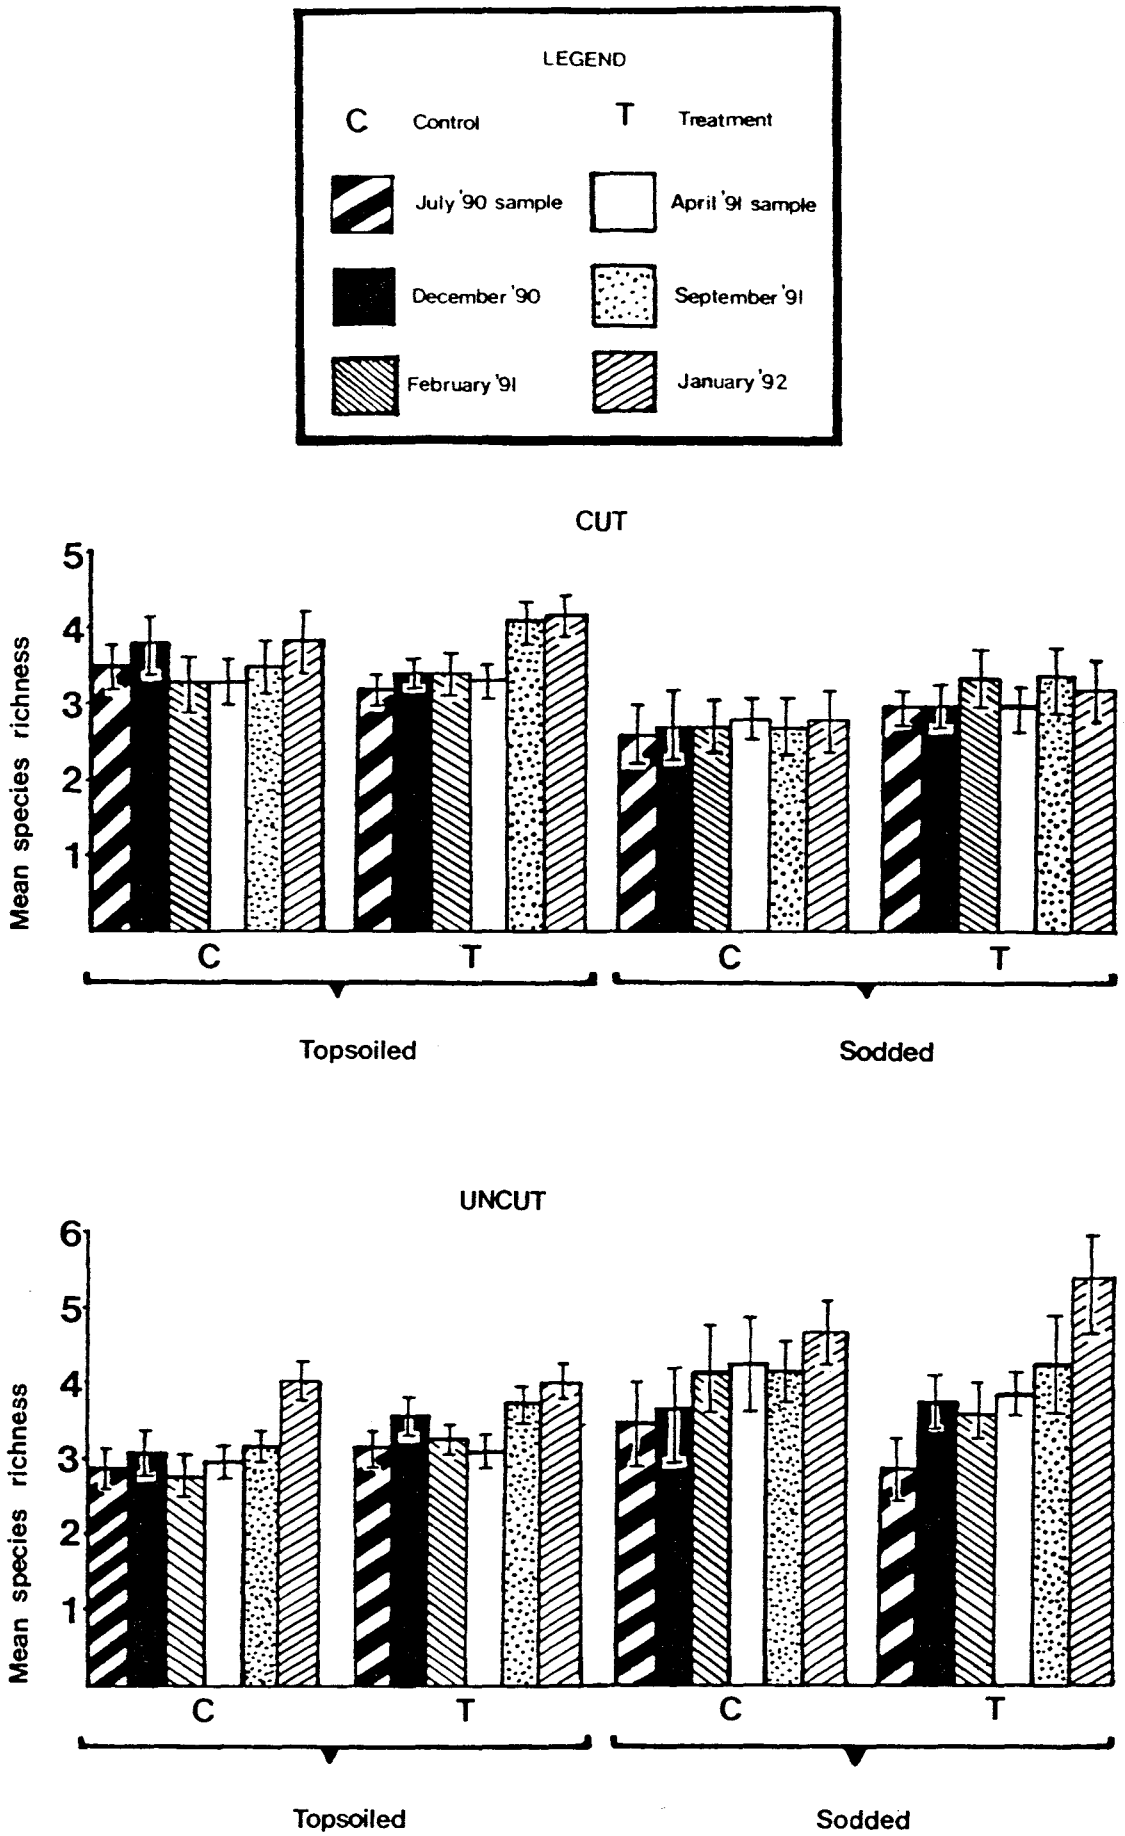 LEGEND
C Control T Treatment
July '90 sample April '91 sample
December '90 September '91
February '91 January '92
CUT
5
4
3
2
1
Mean species richness
C T C T
Topsoiled Sodded
UNCUT
6
5
4
3
2
1
Mean species richness
C T C T
Topsoiled Sodded